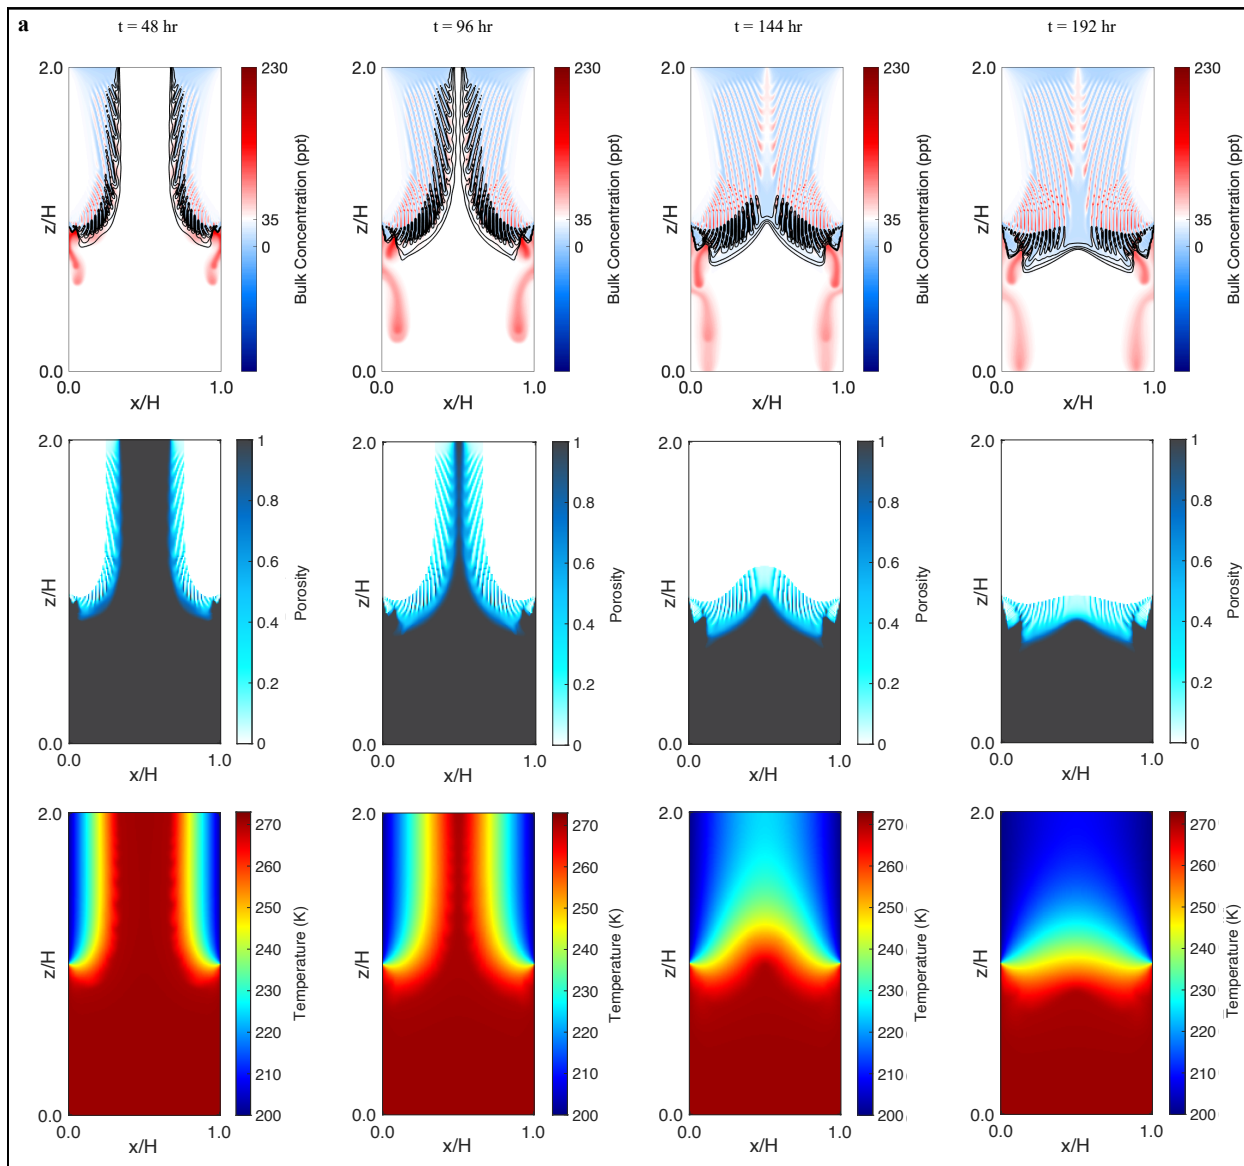 a
t = 48 hr
t = 96 hr
t = 144 hr
t = 192 hr
2.0
z/H
0.0
0.0
1.0
x/H
230
35
0
Bulk Concentration (ppt)
2.0
z/H
0.0
0.0
1.0
x/H
230
35
0
Bulk Concentration (ppt)
2.0
z/H
0.0
0.0
1.0
x/H
230
35
0
Bulk Concentration (ppt)
2.0
z/H
0.0
0.0
1.0
x/H
230
35
0
Bulk Concentration (ppt)
2.0
z/H
0.0
0.0
1.0
x/H
1
0.8
0.6
0.4
0.2
0
Porosity
2.0
z/H
0.0
0.0
1.0
x/H
1
0.8
0.6
0.4
0.2
0
Porosity
2.0
z/H
0.0
0.0
1.0
x/H
1
0.8
0.6
0.4
0.2
0
Porosity
2.0
z/H
0.0
0.0
1.0
x/H
1
0.8
0.6
0.4
0.2
0
Porosity
2.0
z/H
0.0
0.0
1.0
x/H
270
260
250
240
230
220
210
200
Temperature (K)
2.0
z/H
0.0
0.0
1.0
x/H
270
260
250
240
230
220
210
200
Temperature (K)
2.0
z/H
0.0
0.0
1.0
x/H
270
260
250
240
230
220
210
200
Temperature (K)
2.0
z/H
0.0
0.0
1.0
x/H
270
260
250
240
230
220
210
200
Temperature (K)